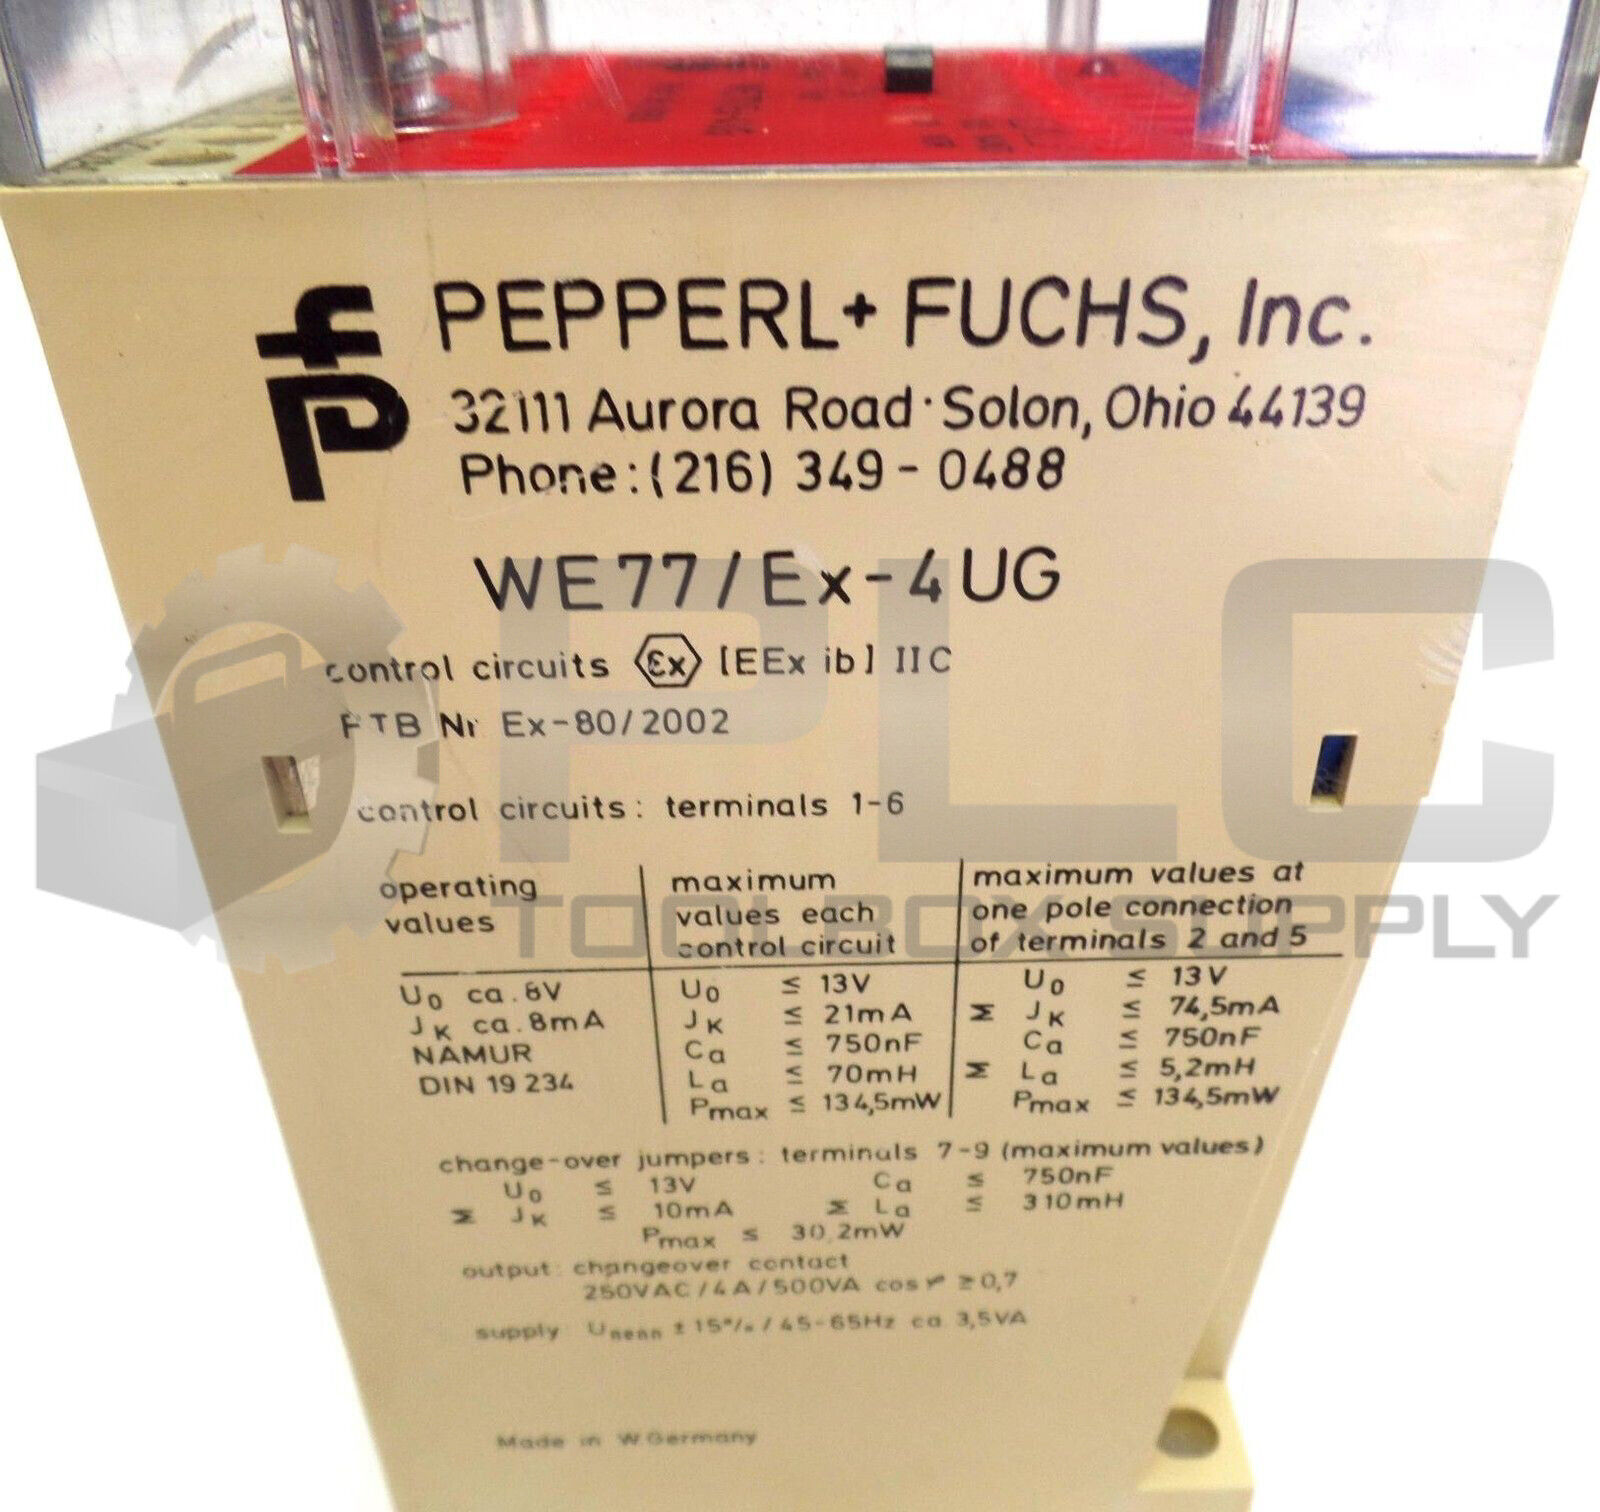 PEPPERL + FUCHS, Inc.
32111 Aurora Road · Solon, Ohio 44139
Phone: (216) 349 - 0488
WE 77 / Ex - 4 UG
control circuits Ex [EEx ib] IIC
PTB Nr Ex-80/2002
control circuits: terminals 1-6
operating values
maximum values each control circuit
maximum values at one pole connection of terminals 2 and 5
U0 ca. 8V
JK ca. 8mA
NAMUR
DIN 19 234
U0 ≤ 13V
JK ≤ 21mA
Ca ≤ 750nF
La ≤ 70mH
Pmax ≤ 134,5mW
U0 ≤ 13V
Σ JK ≤ 74,5mA
Ca ≤ 750nF
Σ La ≤ 5,2mH
Pmax ≤ 134,5mW
change-over jumpers: terminals 7-9 (maximum values)
U0 ≤ 13V Ca ≤ 750nF
Σ JK ≤ 10mA Σ La ≤ 310mH
Pmax ≤ 30,2mW
output: changeover contact
250VAC/4A/500VA cos φ ≥ 0,7
supply: Unenn ± 15% / 45-65Hz ca 3,5VA
Made in W Germany
PLC
TOOLBOX SUPPLY